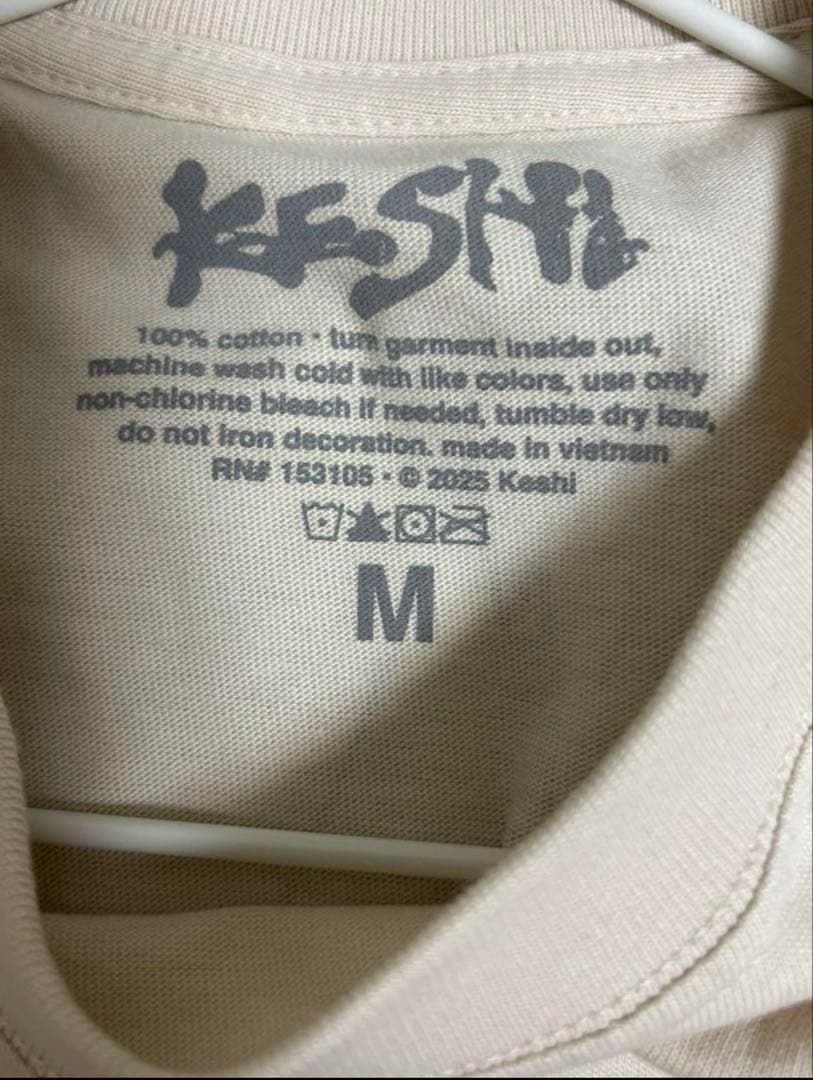 KESHI
100% cotton · turn garment inside out,
machine wash cold with like colors, use only
non-chlorine bleach if needed, tumble dry low,
do not iron decoration. made in vietnam
RN# 153105 · © 2025 Keshi
M